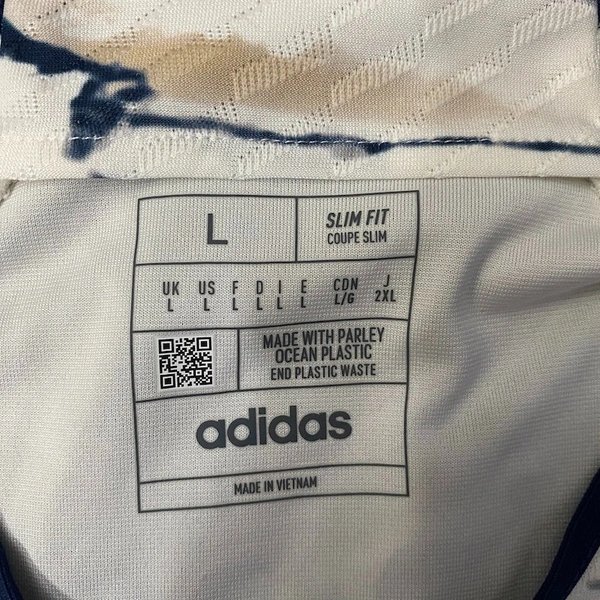 L
SLIM FIT
COUPE SLIM
UK US F D I E CDN J
L L L L L L L/G 2XL
MADE WITH PARLEY
OCEAN PLASTIC
END PLASTIC WASTE
adidas
MADE IN VIETNAM